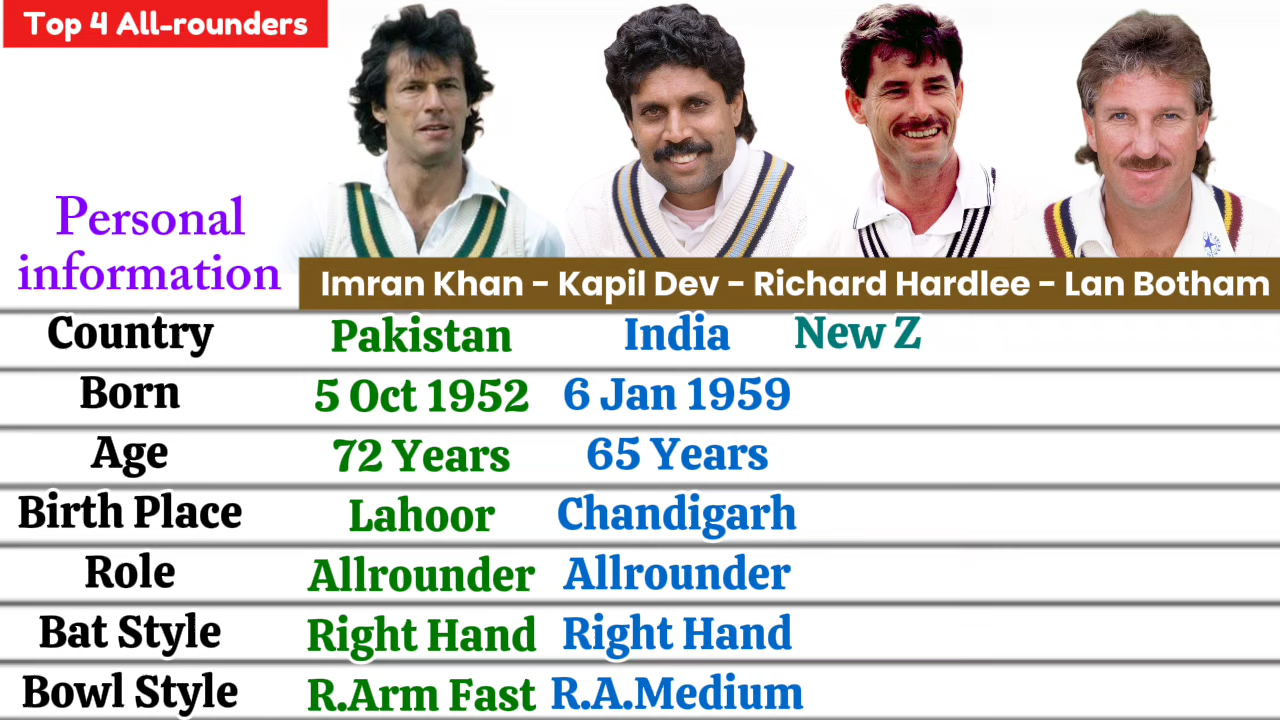 Top 4 All-rounders
Personal
information
Imran Khan - Kapil Dev - Richard Hardlee - Lan Botham
Country Pakistan India New Z
Born 5 Oct 1952 6 Jan 1959
Age 72 Years 65 Years
Birth Place Lahoor Chandigarh
Role Allrounder Allrounder
Bat Style Right Hand Right Hand
Bowl Style R.Arm Fast R.A.Medium